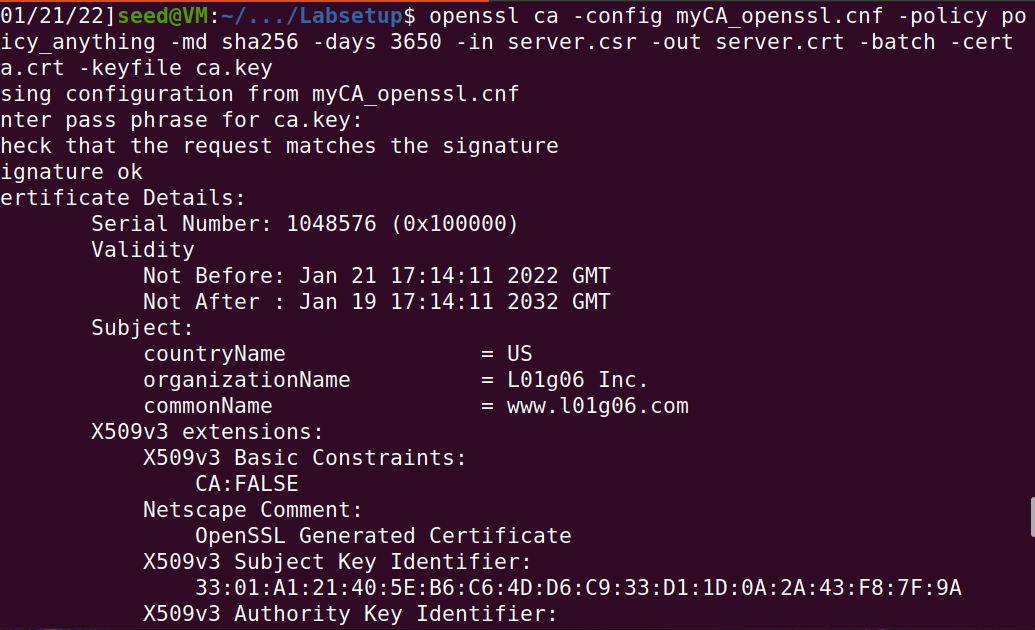 01/21/22]seed@VM:~/.../Labsetup$ openssl ca -config myCA_openssl.cnf -policy po
icy_anything -md sha256 -days 3650 -in server.csr -out server.crt -batch -cert
a.crt -keyfile ca.key
sing configuration from myCA_openssl.cnf
nter pass phrase for ca.key:
heck that the request matches the signature
ignature ok
ertificate Details:
        Serial Number: 1048576 (0x100000)
        Validity
            Not Before: Jan 21 17:14:11 2022 GMT
            Not After : Jan 19 17:14:11 2032 GMT
        Subject:
            countryName               = US
            organizationName          = L01g06 Inc.
            commonName                = www.l01g06.com
        X509v3 extensions:
            X509v3 Basic Constraints:
                CA:FALSE
            Netscape Comment:
                OpenSSL Generated Certificate
            X509v3 Subject Key Identifier:
                33:01:A1:21:40:5E:B6:C6:4D:D6:C9:33:D1:1D:0A:2A:43:F8:7F:9A
            X509v3 Authority Key Identifier: